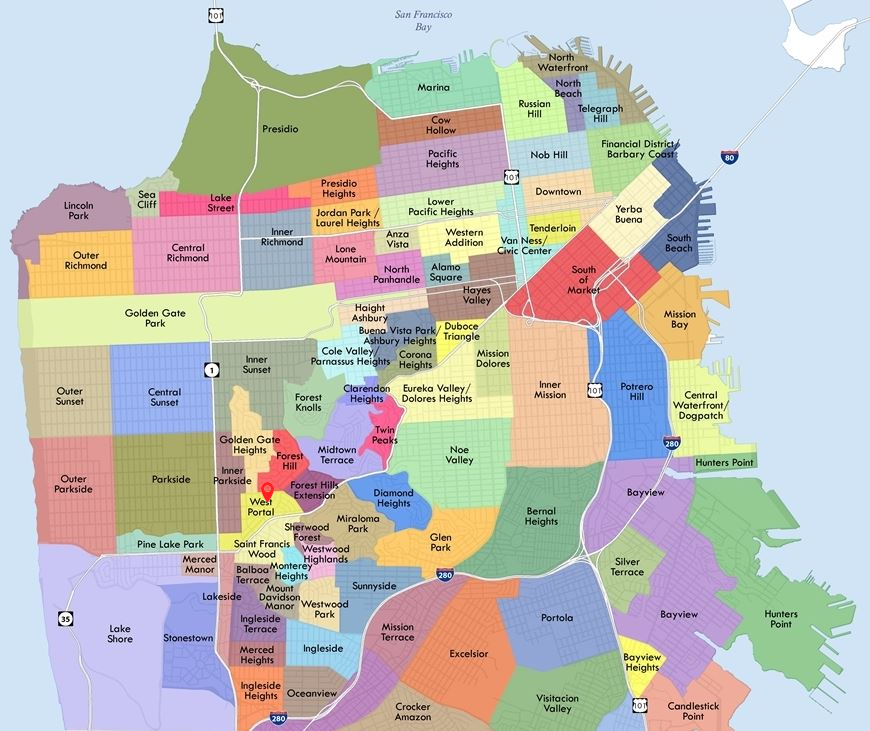 San Francisco
Bay
101
North
Waterfront
North
Beach
Telegraph
Hill
Marina
Russian
Hill
Cow
Hollow
Presidio
Pacific
Heights
Nob Hill
Financial District/
Barbary Coast
80
101
Sea
Cliff
Lake
Street
Presidio
Heights
Lincoln
Park
Jordan Park /
Laurel Heights
Lower
Pacific Heights
Downtown
Yerba
Buena
Outer
Richmond
Central
Richmond
Inner
Richmond
Anza
Vista
Western
Addition
Van Ness/
Civic Center
Tenderloin
South
Beach
Lone
Mountain
North
Panhandle
Alamo
Square
Hayes
Valley
South
of
Market
Golden Gate
Park
Haight
Ashbury
Buena Vista Park/
Ashbury Heights
Duboce
Triangle
Mission
Bay
Cole Valley/
Parnassus Heights
Corona
Heights
Mission
Dolores
1
Inner
Sunset
Outer
Sunset
Central
Sunset
Forest
Knolls
Clarendon
Heights
Eureka Valley/
Dolores Heights
Inner
Mission
101
Potrero
Hill
Central
Waterfront/
Dogpatch
Twin
Peaks
Golden Gate
Heights
Forest
Hill
Midtown
Terrace
Noe
Valley
280
Hunters Point
Outer
Parkside
Parkside
Inner
Parkside
Forest Hills
Extension
Diamond
Heights
Bayview
West
Portal
Miraloma
Park
Bernal
Heights
Sherwood
Forest
Glen
Park
Pine Lake Park
Saint Francis
Wood
Westwood
Highlands
Merced
Manor
Balboa
Terrace
Monterey
Heights
280
Silver
Terrace
Mount
Davidson
Manor
Sunnyside
Lakeside
Westwood
Park
35
Lake
Shore
Stonestown
Ingleside
Terrace
Mission
Terrace
Portola
Bayview
Hunters
Point
Merced
Heights
Ingleside
Excelsior
Bayview
Heights
Ingleside
Heights
Oceanview
Visitacion
Valley
101
Candlestick
Point
280
Crocker
Amazon